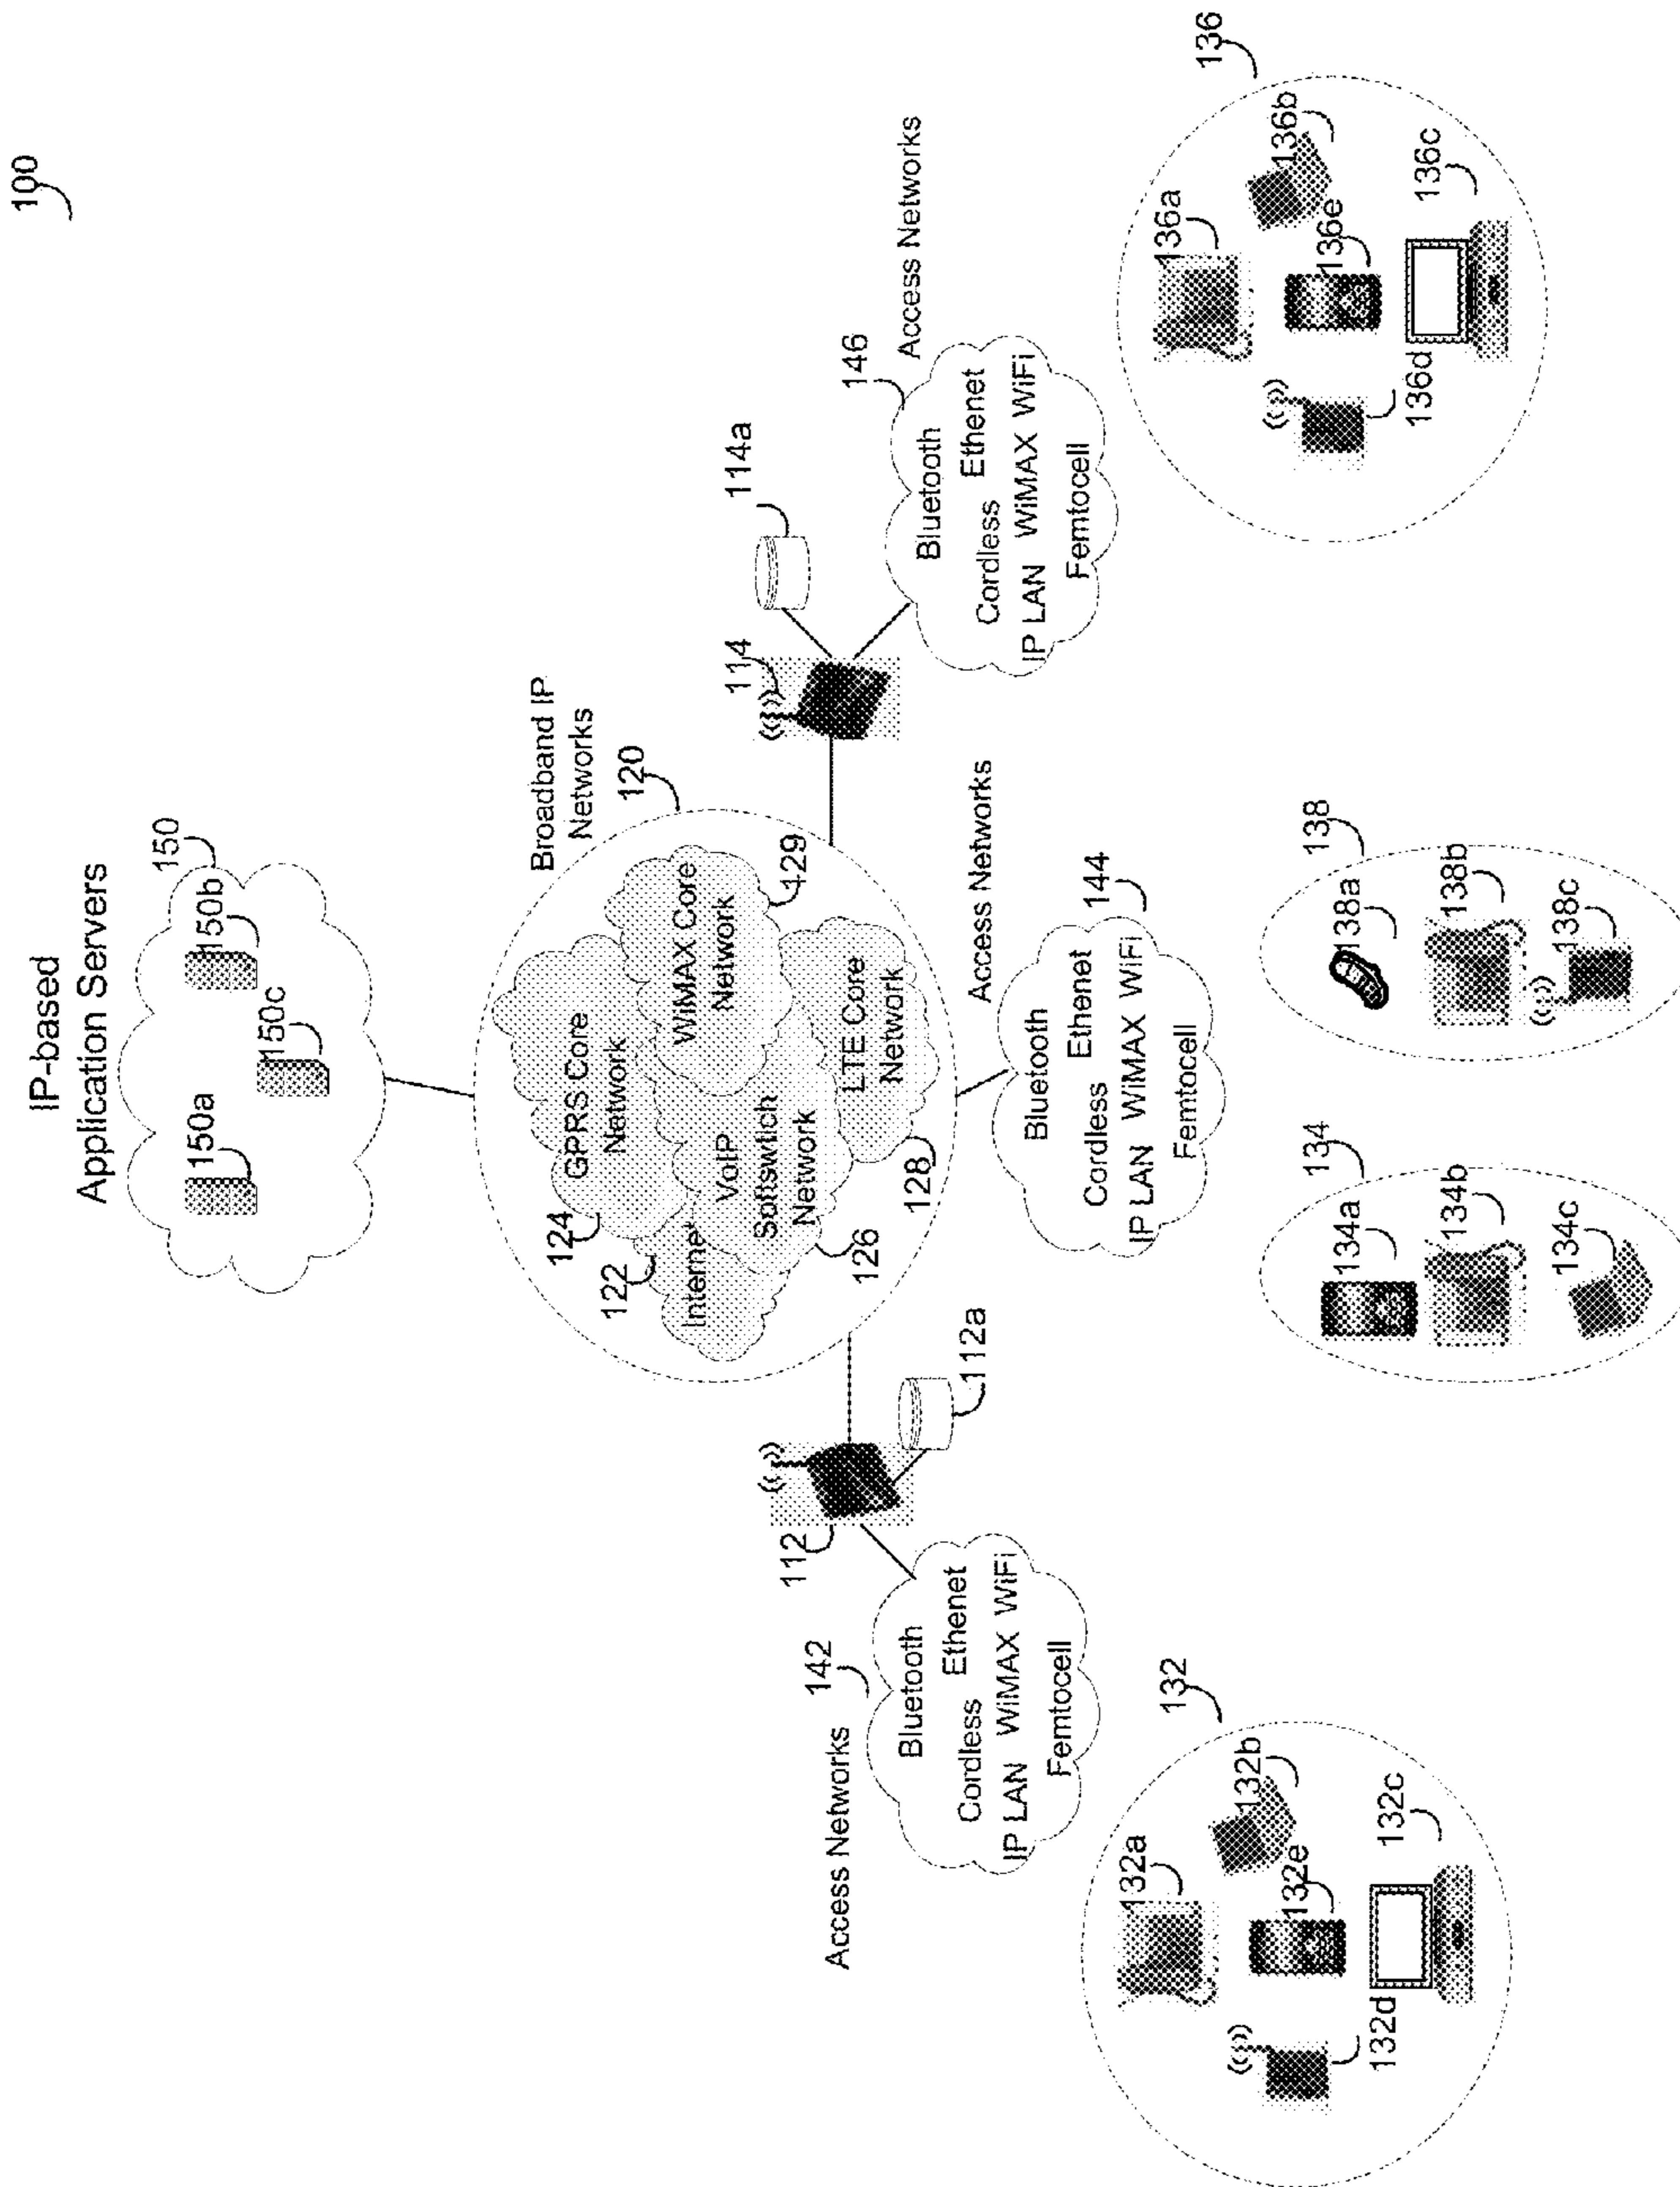 100
IP-based
Application Servers
150
150a
150b
150c
Broadband IP
Networks
120
124
GPRS Core
Network
WiMAX Core
Network
129
122
Internet
VoIP
Softswtich
Network
LTE Core
Network
126
128
112
112a
114
114a
Access Networks
142
Bluetooth
Cordless Ethenet
IP LAN WiMAX WiFi
Femtocell
Access Networks
144
Bluetooth
Cordless Ethenet
IP LAN WiMAX WiFi
Femtocell
146
Access Networks
Bluetooth
Cordless Ethenet
IP LAN WiMAX WiFi
Femtocell
132
132a
132b
132e
132d
132c
134
134a
134b
134c
138
138a
138b
138c
136
136a
136b
136e
136d
136c